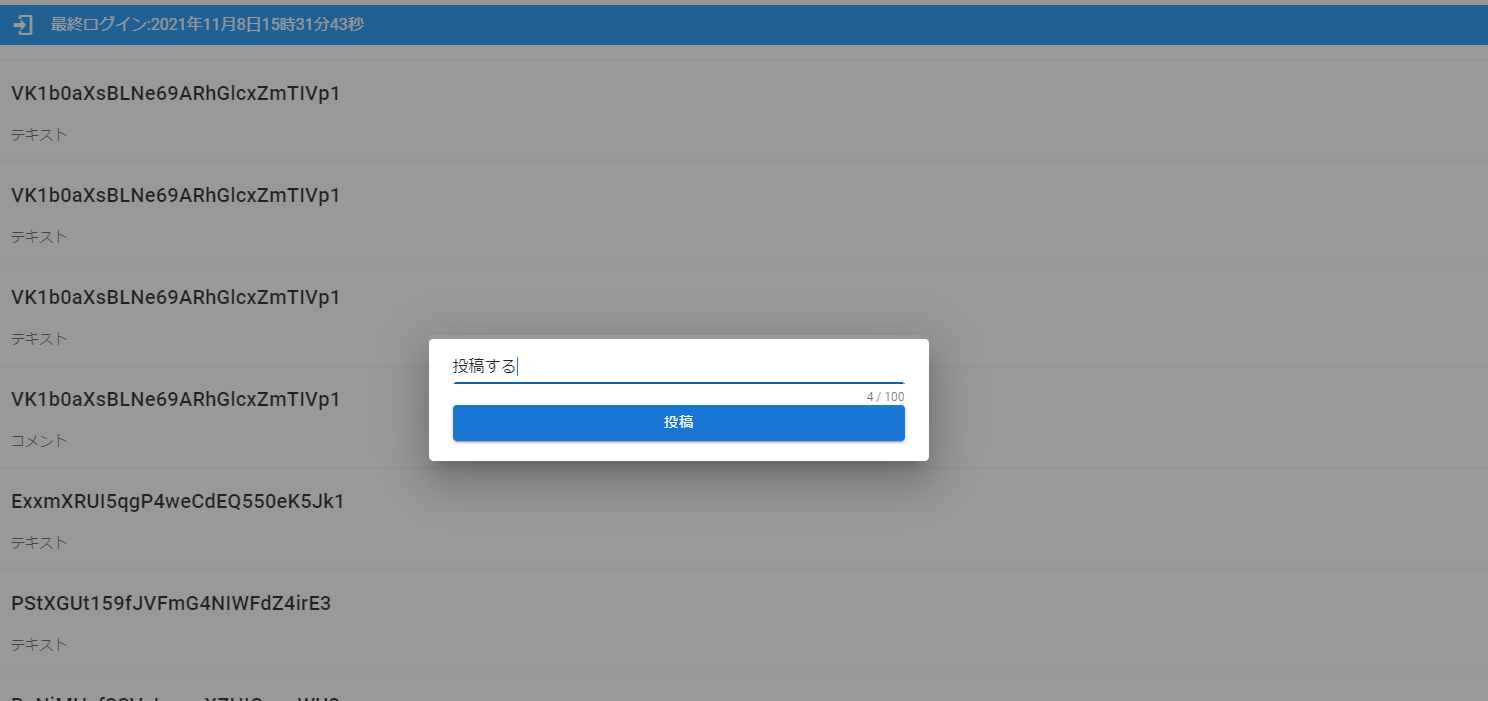 最終ログイン:2021年11月8日15時31分43秒
VK1b0aXsBLNe69ARhGlcxZmTIVp1
テキスト
VK1b0aXsBLNe69ARhGlcxZmTIVp1
テキスト
VK1b0aXsBLNe69ARhGlcxZmTIVp1
テキスト
投稿する
4 / 100
投稿
VK1b0aXsBLNe69ARhGlcxZmTIVp1
コメント
ExxmXRUI5qgP4weCdEQ550eK5Jk1
テキスト
PStXGUt159fJVFmG4NIWFdZ4irE3
テキスト